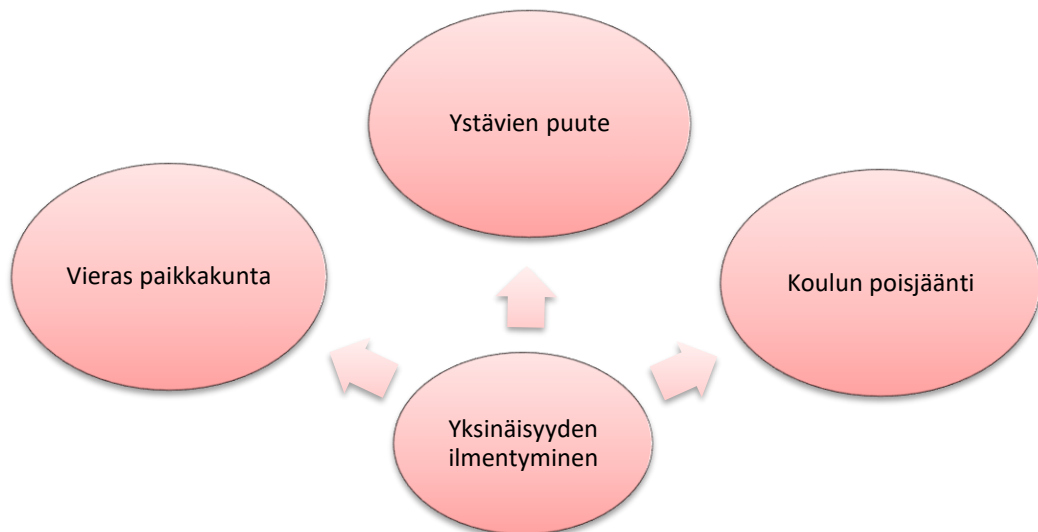 Ystävien puute
Vieras paikkakunta
Koulun poisjäänti
Yksinäisyyden
ilmentyminen